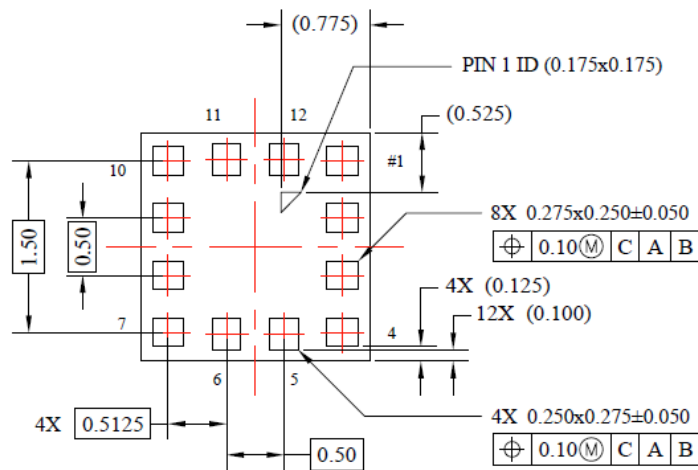 (0.775)
PIN 1 ID (0.175x0.175)
11
12
(0.525)
10
#1
8X 0.275x0.250±0.050
⌖ 0.10Ⓜ C A B
1.50
0.50
4X (0.125)
12X (0.100)
7
4
6
5
4X 0.5125
0.50
4X 0.250x0.275±0.050
⌖ 0.10Ⓜ C A B